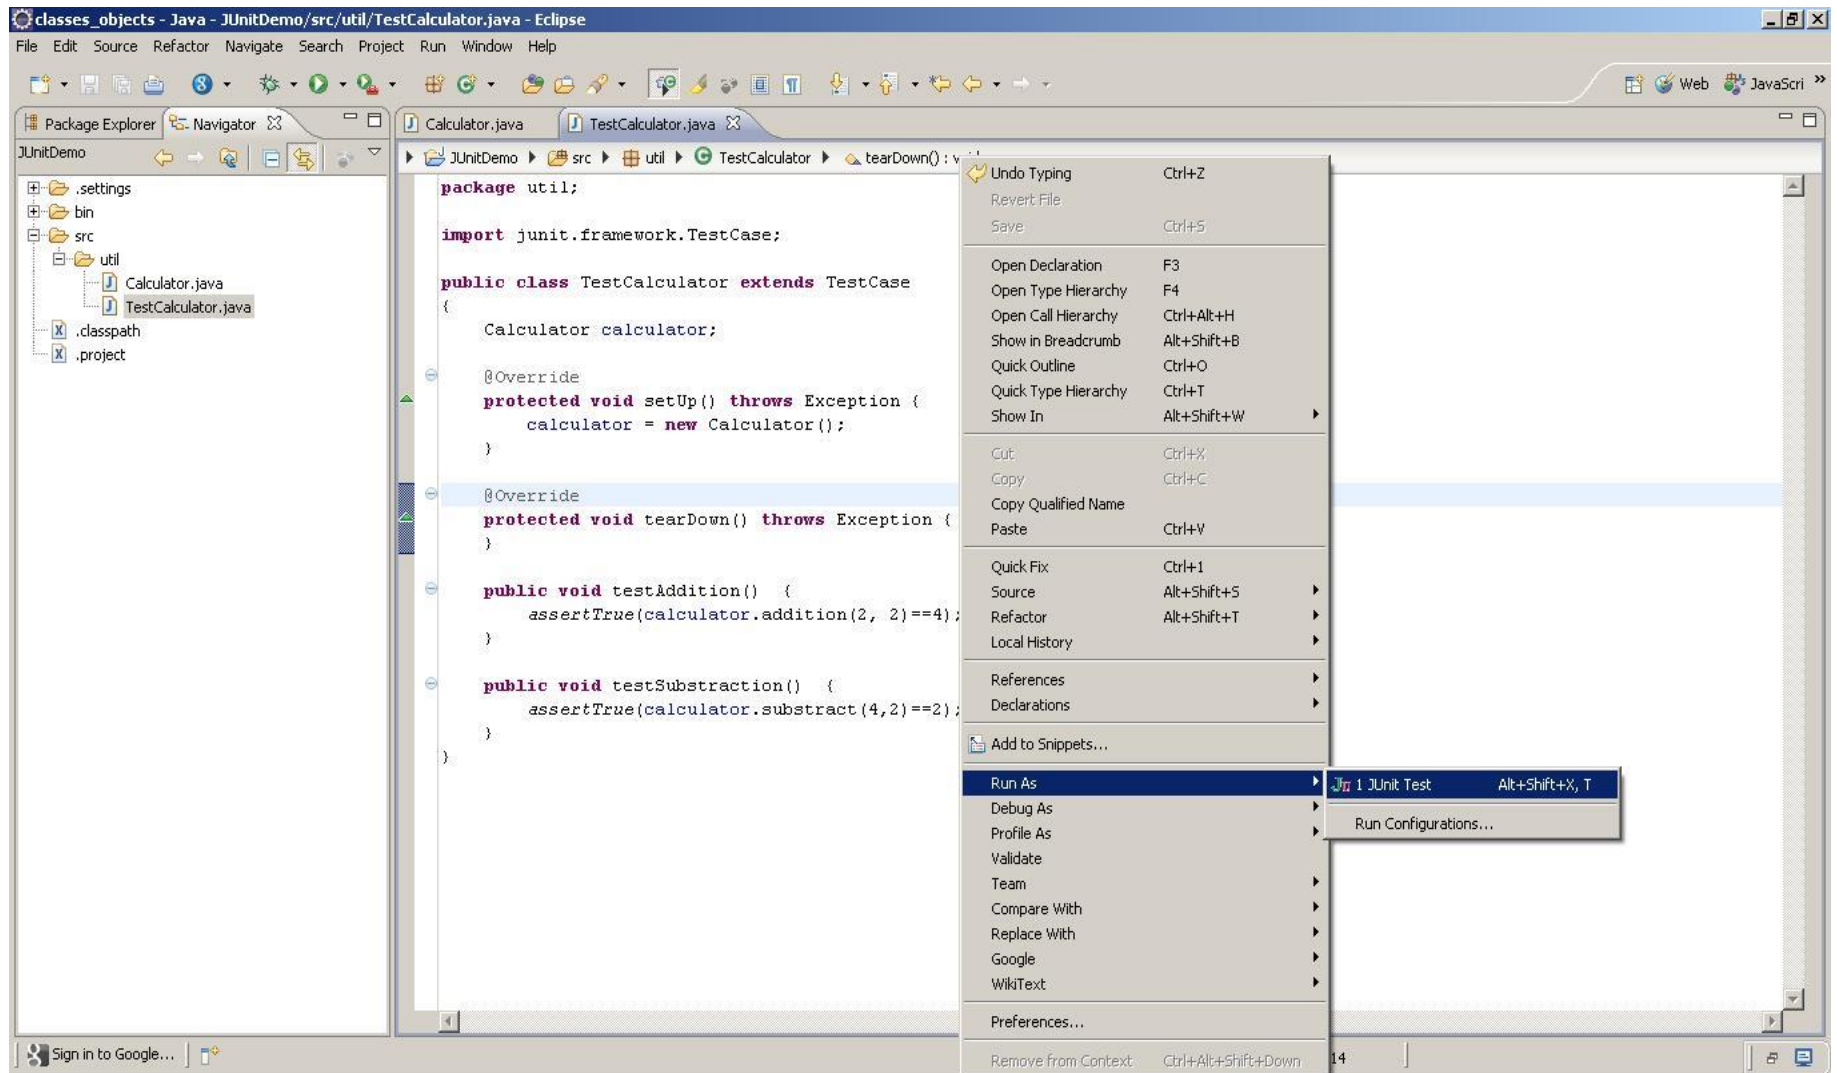 classes_objects - Java - JUnitDemo/src/util/TestCalculator.java - Eclipse
File Edit Source Refactor Navigate Search Project Run Window Help
Web JavaScri »
Package Explorer Navigator
Calculator.java TestCalculator.java
JUnitDemo
JUnitDemo src util TestCalculator tearDown() : v
.settings
bin
src
util
Calculator.java
TestCalculator.java
.classpath
.project
package util;
import junit.framework.TestCase;
public class TestCalculator extends TestCase
{
Calculator calculator;
@Override
protected void setUp() throws Exception {
calculator = new Calculator();
}
@Override
protected void tearDown() throws Exception {
}
public void testAddition() {
assertTrue(calculator.addition(2, 2)==4);
}
public void testSubstraction() {
assertTrue(calculator.substract(4,2)==2);
}
}
Undo Typing Ctrl+Z
Revert File
Save Ctrl+S
Open Declaration F3
Open Type Hierarchy F4
Open Call Hierarchy Ctrl+Alt+H
Show in Breadcrumb Alt+Shift+B
Quick Outline Ctrl+O
Quick Type Hierarchy Ctrl+T
Show In Alt+Shift+W
Cut Ctrl+X
Copy Ctrl+C
Copy Qualified Name
Paste Ctrl+V
Quick Fix Ctrl+1
Source Alt+Shift+S
Refactor Alt+Shift+T
Local History
References
Declarations
Add to Snippets...
Run As
Debug As
Profile As
Validate
Team
Compare With
Replace With
Google
WikiText
Preferences...
Remove from Context Ctrl+Alt+Shift+Down
1 JUnit Test Alt+Shift+X, T
Run Configurations...
Sign in to Google...
14